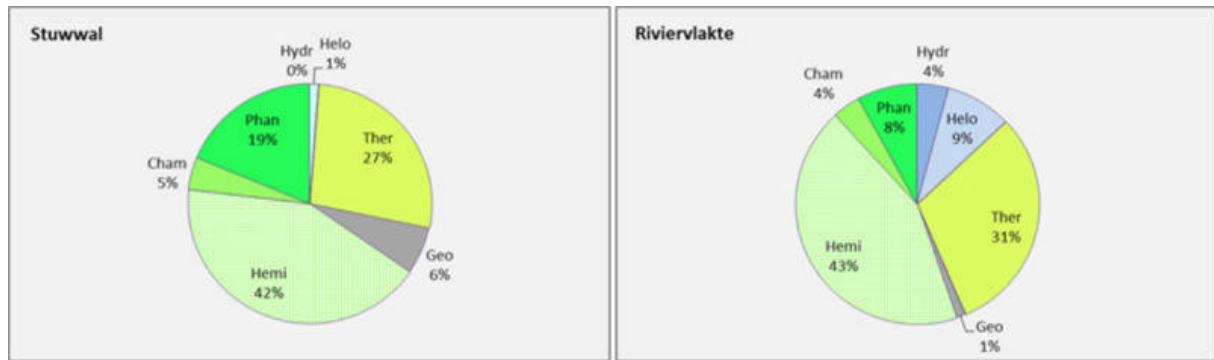 Stuwwal
Hydr
0%
Helo
1%
Phan
19%
Ther
27%
Cham
5%
Geo
6%
Hemi
42%
Riviervlakte
Hydr
4%
Cham
4%
Phan
8%
Helo
9%
Ther
31%
Hemi
43%
Geo
1%